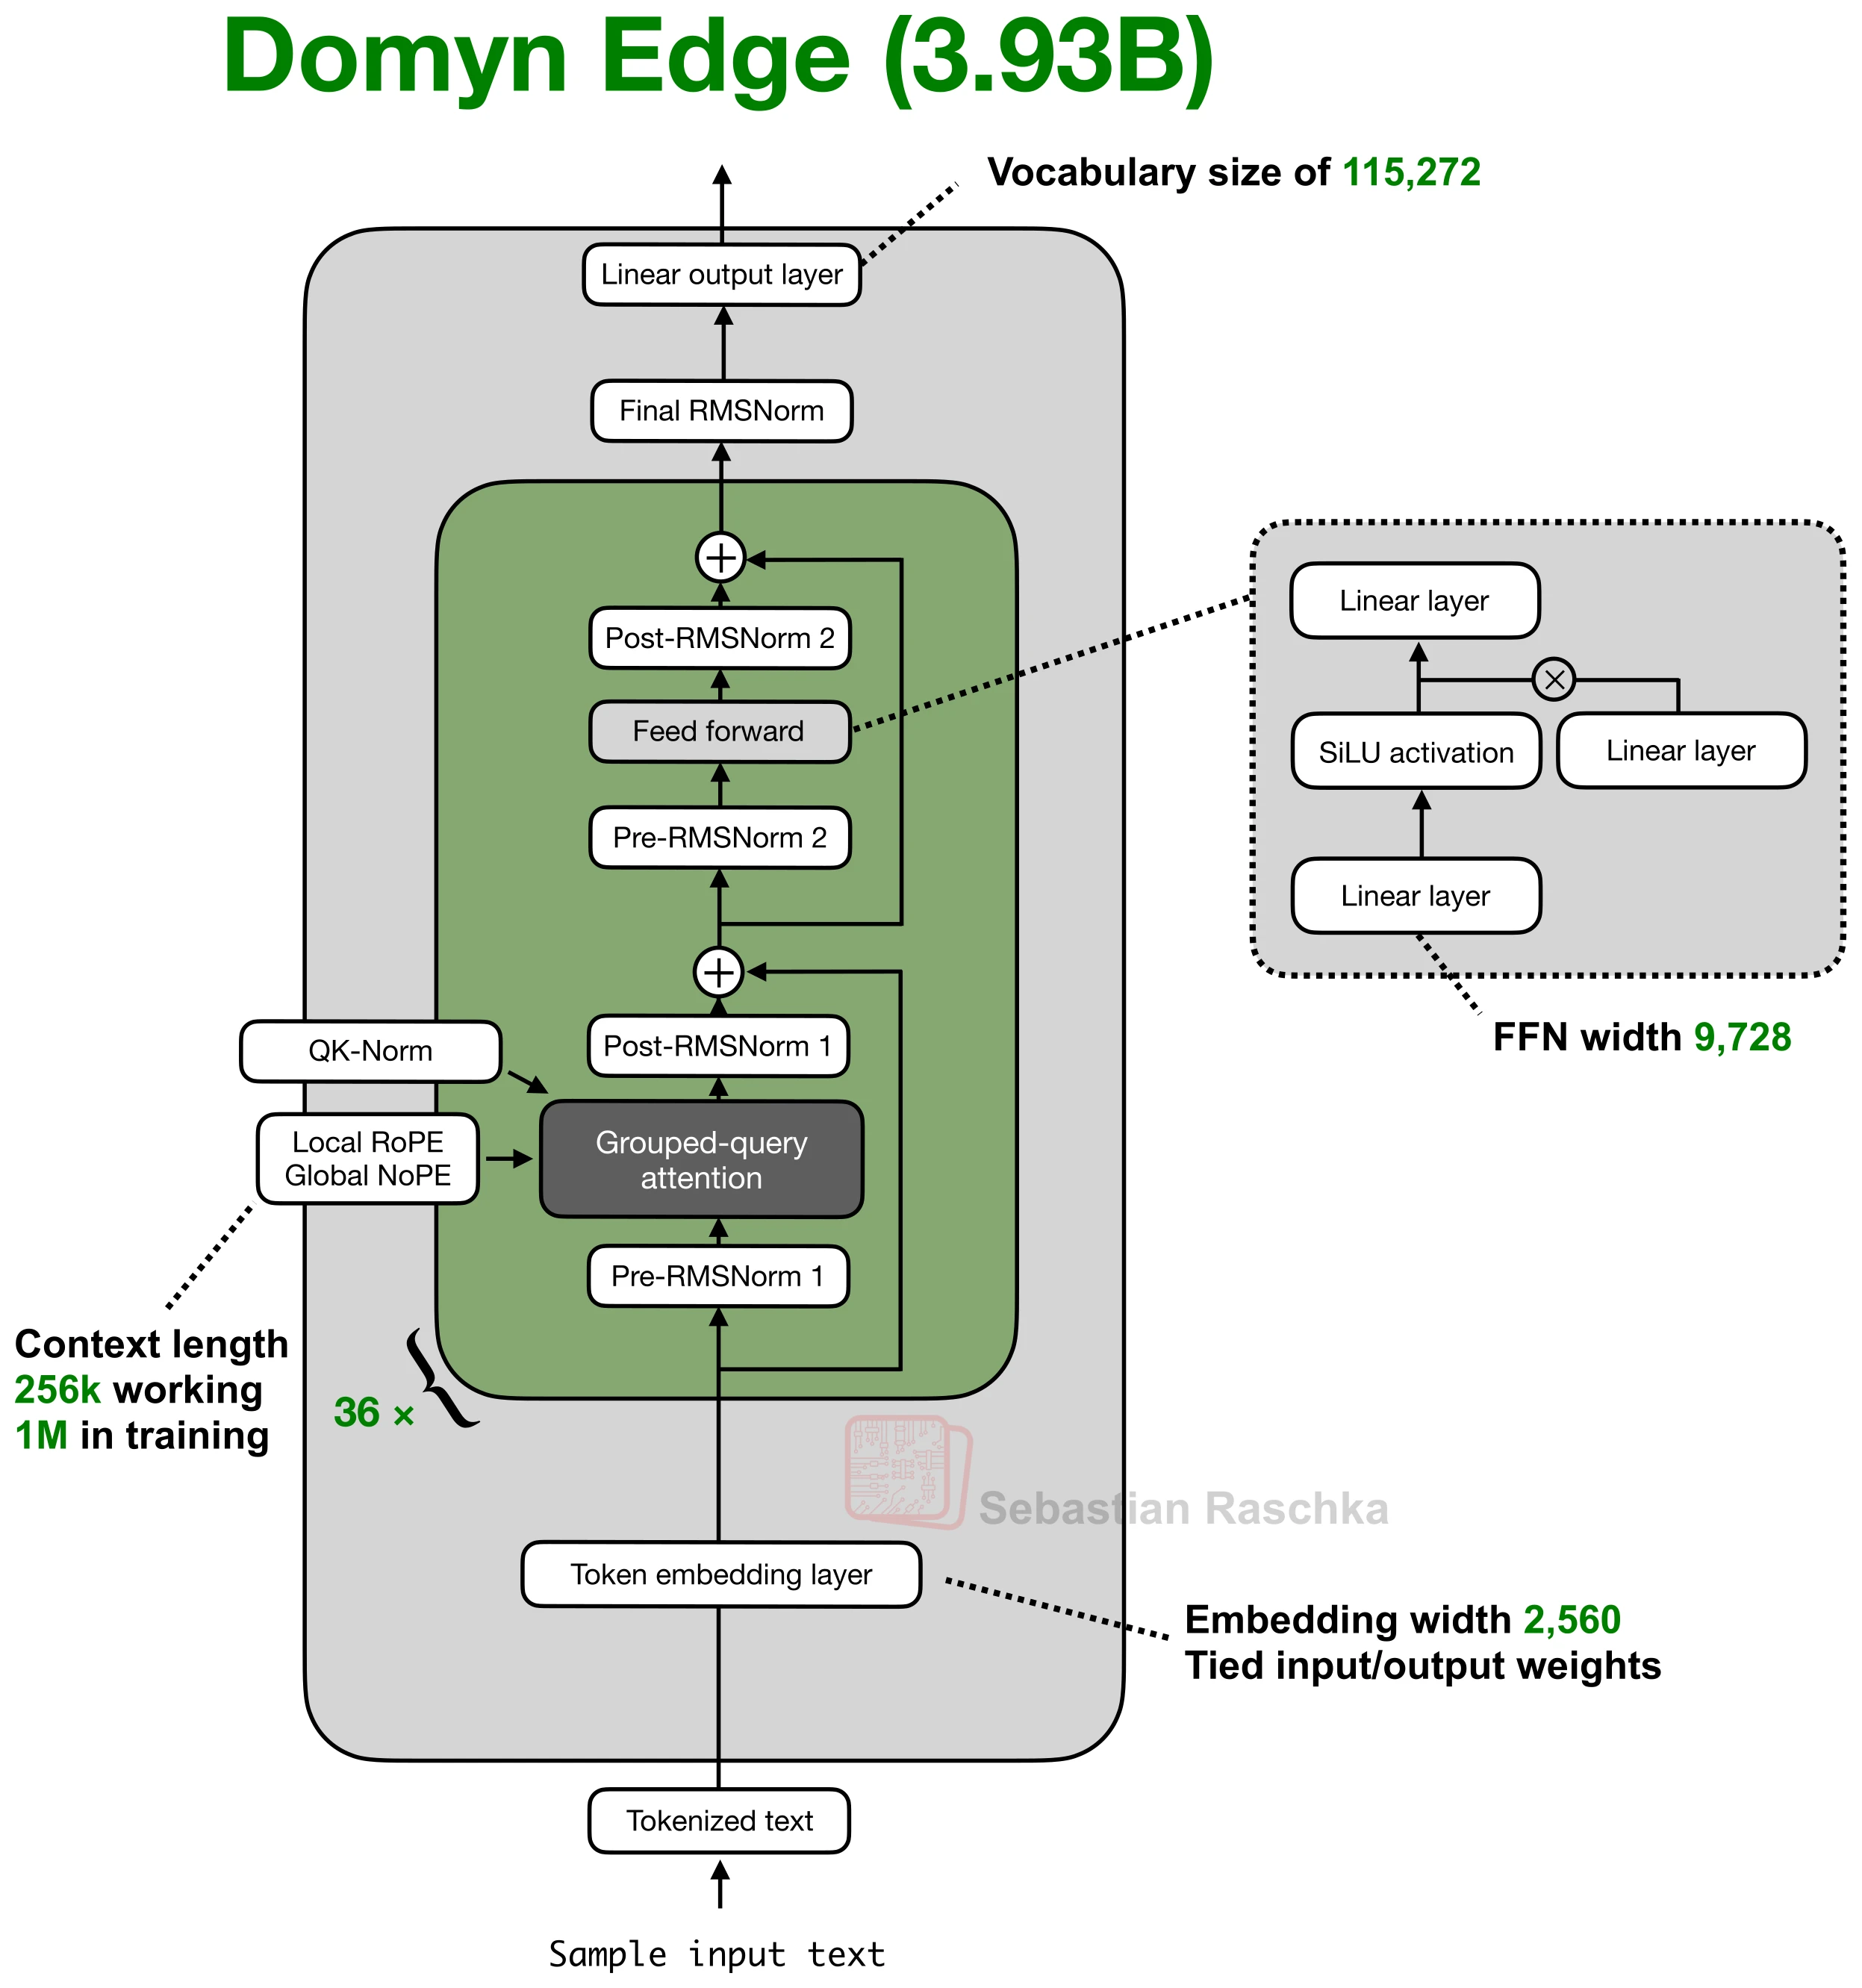 Domyn Edge (3.93B)
Vocabulary size of 115,272
Linear output layer
Final RMSNorm
Post-RMSNorm 2
Feed forward
Pre-RMSNorm 2
Linear layer
SiLU activation
Linear layer
Linear layer
FFN width 9,728
QK-Norm
Post-RMSNorm 1
Local RoPE
Global NoPE
Grouped-query
attention
Pre-RMSNorm 1
Context length
256k working
1M in training
36 ×
Sebastian Raschka
Token embedding layer
Embedding width 2,560
Tied input/output weights
Tokenized text
Sample input text